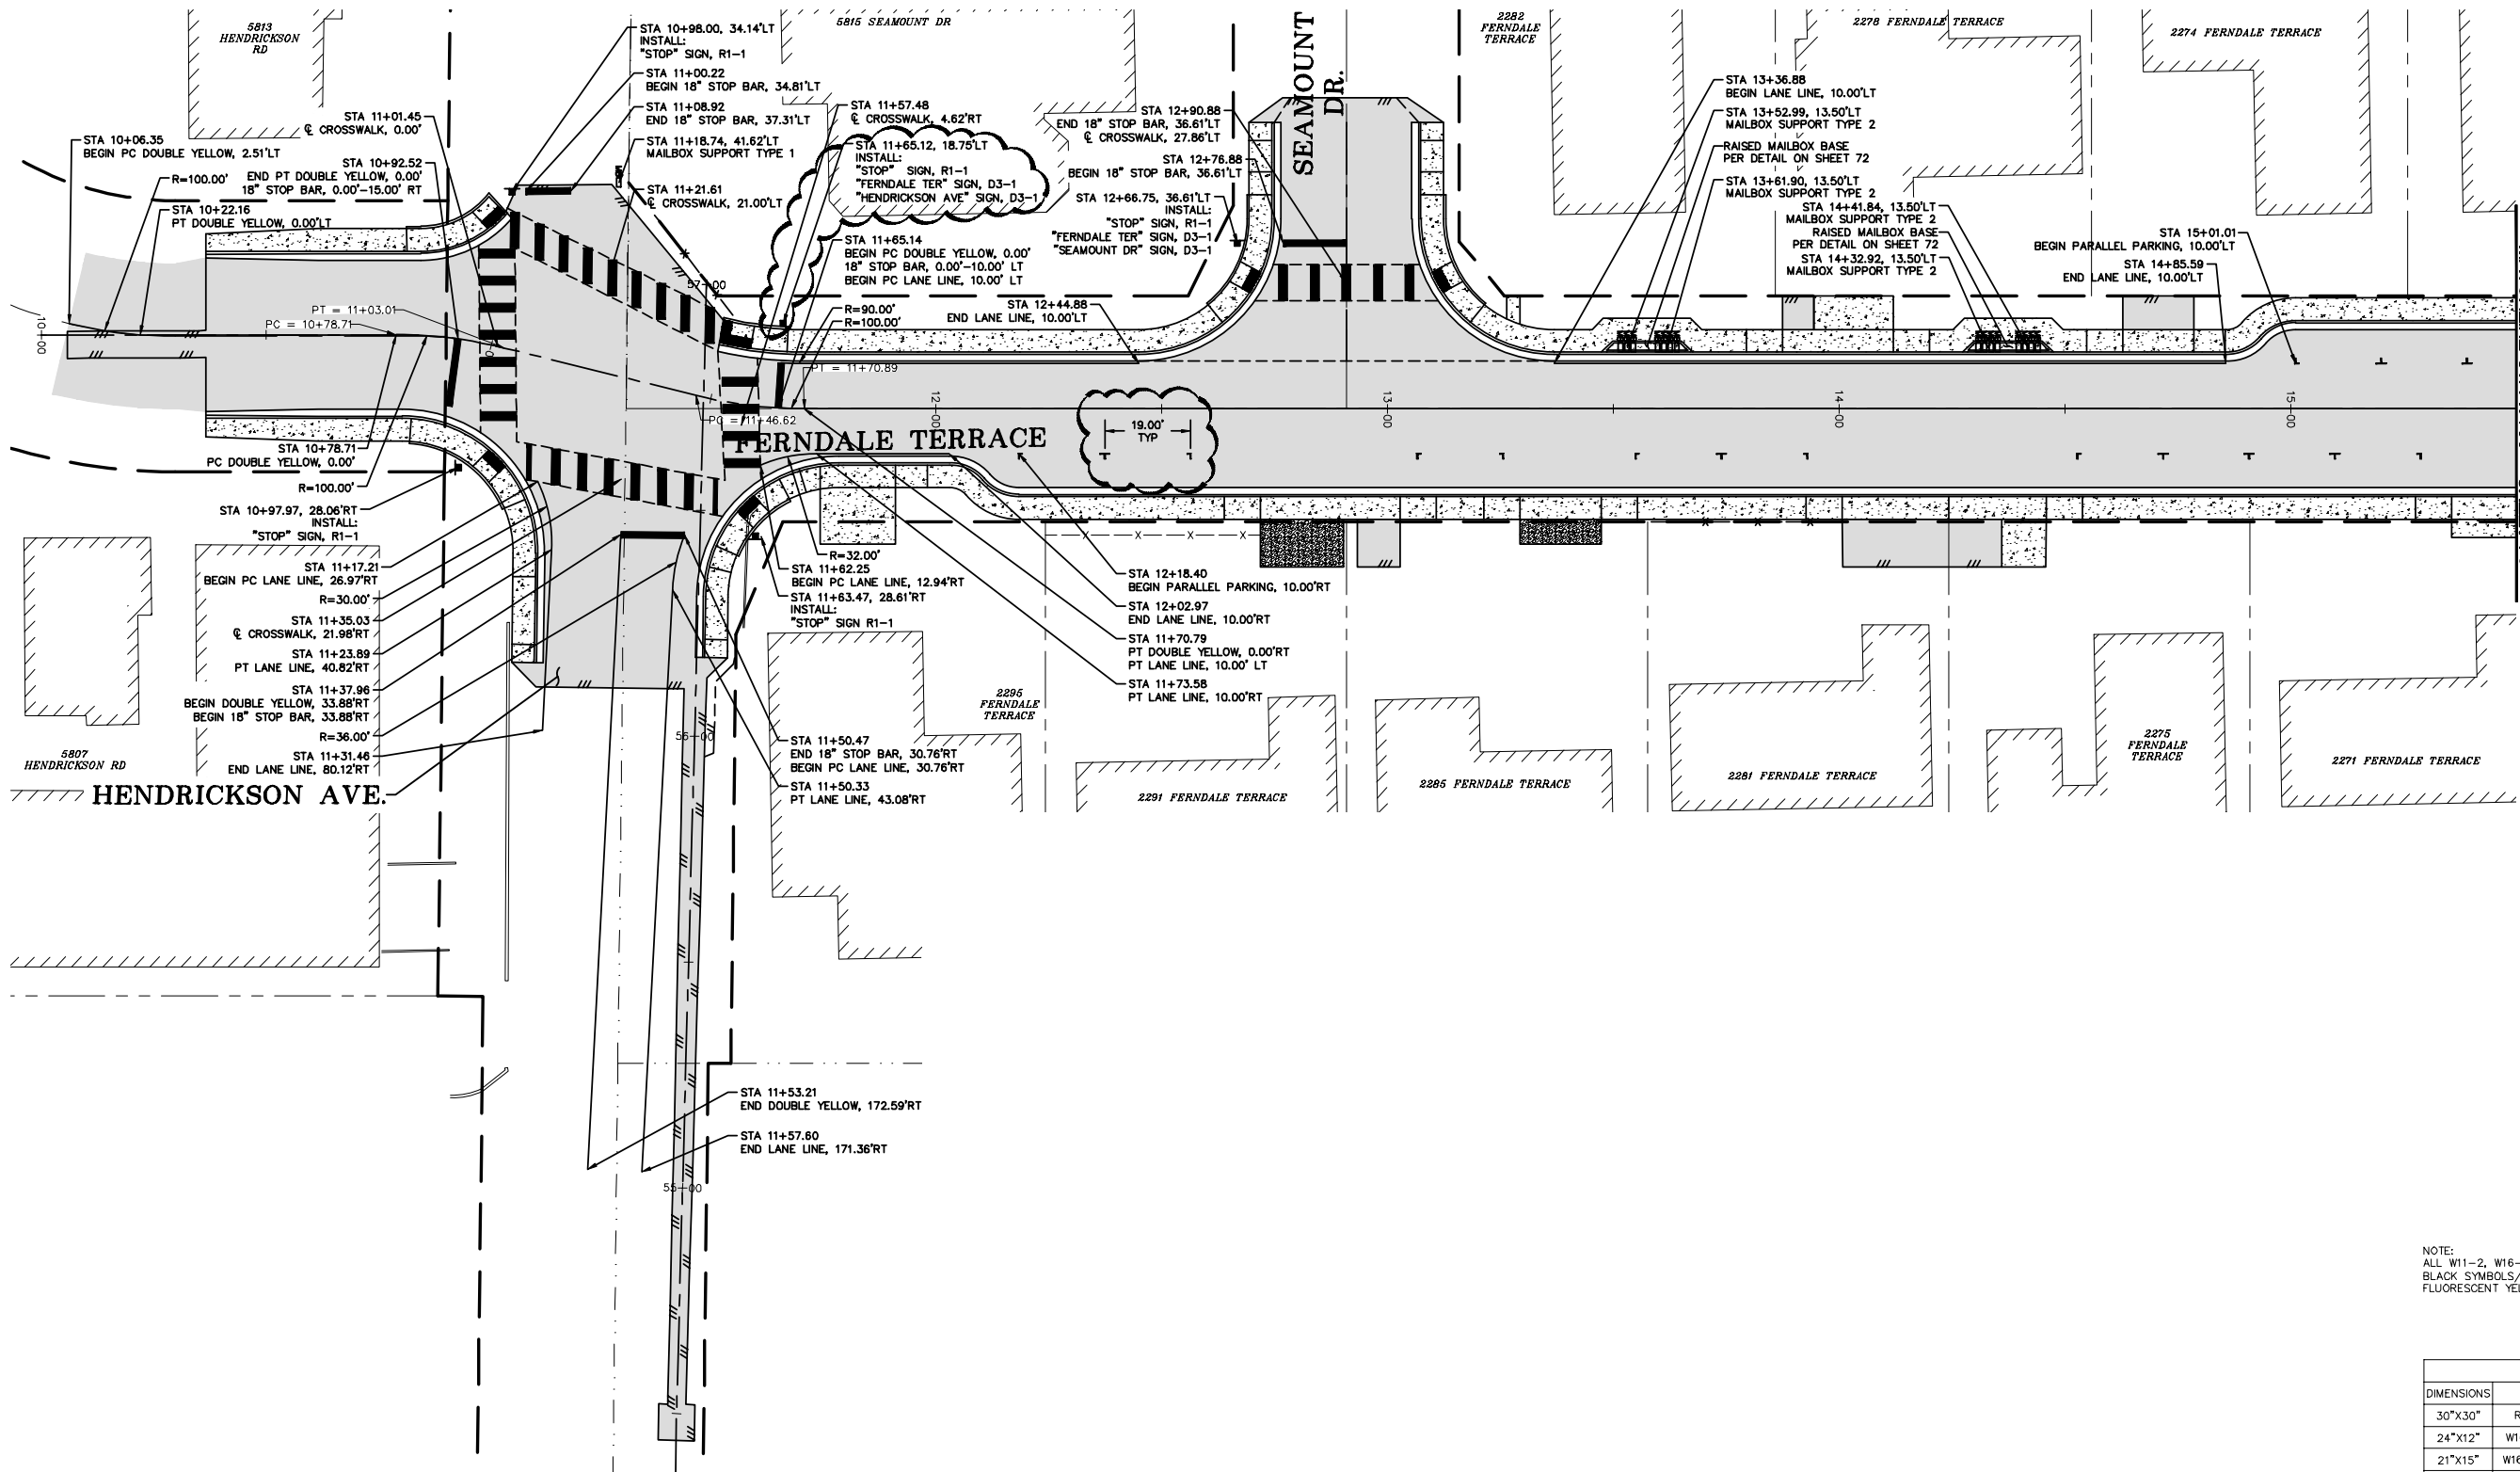 5813
HENDRICKSON
RD
STA 10+98.00, 34.14'LT
INSTALL:
"STOP" SIGN, R1-1
STA 11+00.22
BEGIN 18" STOP BAR, 34.81'LT
STA 11+08.92
END 18" STOP BAR, 37.31'LT
STA 11+18.74, 41.62'LT
MAILBOX SUPPORT TYPE 1
STA 11+21.61
℄ CROSSWALK, 21.00'LT
5815 SEAMOUNT DR
STA 11+57.48
℄ CROSSWALK, 4.62'RT
STA 11+65.12, 18.75'LT
INSTALL:
"STOP" SIGN, R1-1
"FERNDALE TER" SIGN, D3-1
"HENDRICKSON AVE" SIGN, D3-1
STA 11+65.14
BEGIN PC DOUBLE YELLOW, 0.00'
18" STOP BAR, 0.00'-10.00' LT
BEGIN PC LANE LINE, 10.00' LT
R=90.00'
R=100.00'
STA 11+01.45
℄ CROSSWALK, 0.00'
STA 10+06.35
BEGIN PC DOUBLE YELLOW, 2.51'LT
STA 10+92.52
END PT DOUBLE YELLOW, 0.00'
18" STOP BAR, 0.00'-15.00' RT
R=100.00'
STA 10+22.16
PT DOUBLE YELLOW, 0.00'LT
SEAMOUNT
DR.
STA 12+90.88
END 18" STOP BAR, 36.61'LT
℄ CROSSWALK, 27.86'LT
STA 12+76.88
BEGIN 18" STOP BAR, 36.61'LT
STA 12+66.75, 36.61'LT
INSTALL:
"STOP" SIGN, R1-1
"FERNDALE TER" SIGN, D3-1
"SEAMOUNT DR" SIGN, D3-1
STA 12+44.88
END LANE LINE, 10.00'LT
2282
FERNDALE
TERRACE
2278 FERNDALE TERRACE
2274 FERNDALE TERRACE
STA 13+36.88
BEGIN LANE LINE, 10.00'LT
STA 13+52.99, 13.50'LT
MAILBOX SUPPORT TYPE 2
RAISED MAILBOX BASE
PER DETAIL ON SHEET 72
STA 13+61.90, 13.50'LT
MAILBOX SUPPORT TYPE 2
STA 14+41.84, 13.50'LT
MAILBOX SUPPORT TYPE 2
RAISED MAILBOX BASE
PER DETAIL ON SHEET 72
STA 14+32.92, 13.50'LT
MAILBOX SUPPORT TYPE 2
STA 15+01.01
BEGIN PARALLEL PARKING, 10.00'LT
STA 14+85.59
END LANE LINE, 10.00'LT
57+00
10+00
PT = 11+03.01
PC = 10+78.71
PT = 11+70.89
PC = 11+46.62
12+00
13+00
14+00
15+00
FERNDALE TERRACE
19.00'
TYP
STA 10+78.71
PC DOUBLE YELLOW, 0.00'
R=100.00'
STA 10+97.97, 28.06'RT
INSTALL:
"STOP" SIGN, R1-1
STA 11+17.21
BEGIN PC LANE LINE, 26.97'RT
R=30.00'
STA 11+35.03
℄ CROSSWALK, 21.98'RT
STA 11+23.89
PT LANE LINE, 40.82'RT
STA 11+37.96
BEGIN DOUBLE YELLOW, 33.88'RT
BEGIN 18" STOP BAR, 33.88'RT
R=36.00'
STA 11+31.46
END LANE LINE, 80.12'RT
5807
HENDRICKSON RD
HENDRICKSON AVE.
R=32.00'
STA 11+62.25
BEGIN PC LANE LINE, 12.94'RT
STA 11+63.47, 28.61'RT
INSTALL:
"STOP" SIGN R1-1
STA 12+18.40
BEGIN PARALLEL PARKING, 10.00'RT
STA 12+02.97
END LANE LINE, 10.00'RT
STA 11+70.79
PT DOUBLE YELLOW, 0.00'RT
PT LANE LINE, 10.00' LT
STA 11+73.58
PT LANE LINE, 10.00'RT
56+00
STA 11+50.47
END 18" STOP BAR, 30.76'RT
BEGIN PC LANE LINE, 30.76'RT
STA 11+50.33
PT LANE LINE, 43.08'RT
2295
FERNDALE
TERRACE
2291 FERNDALE TERRACE
2285 FERNDALE TERRACE
2281 FERNDALE TERRACE
2275
FERNDALE
TERRACE
2271 FERNDALE TERRACE
STA 11+53.21
END DOUBLE YELLOW, 172.59'RT
STA 11+57.60
END LANE LINE, 171.36'RT
55+00
NOTE:
ALL W11-2, W16-
BLACK SYMBOLS/
FLUORESCENT YEL
DIMENSIONS
30"X30" R
24"X12" W1
21"X15" W16